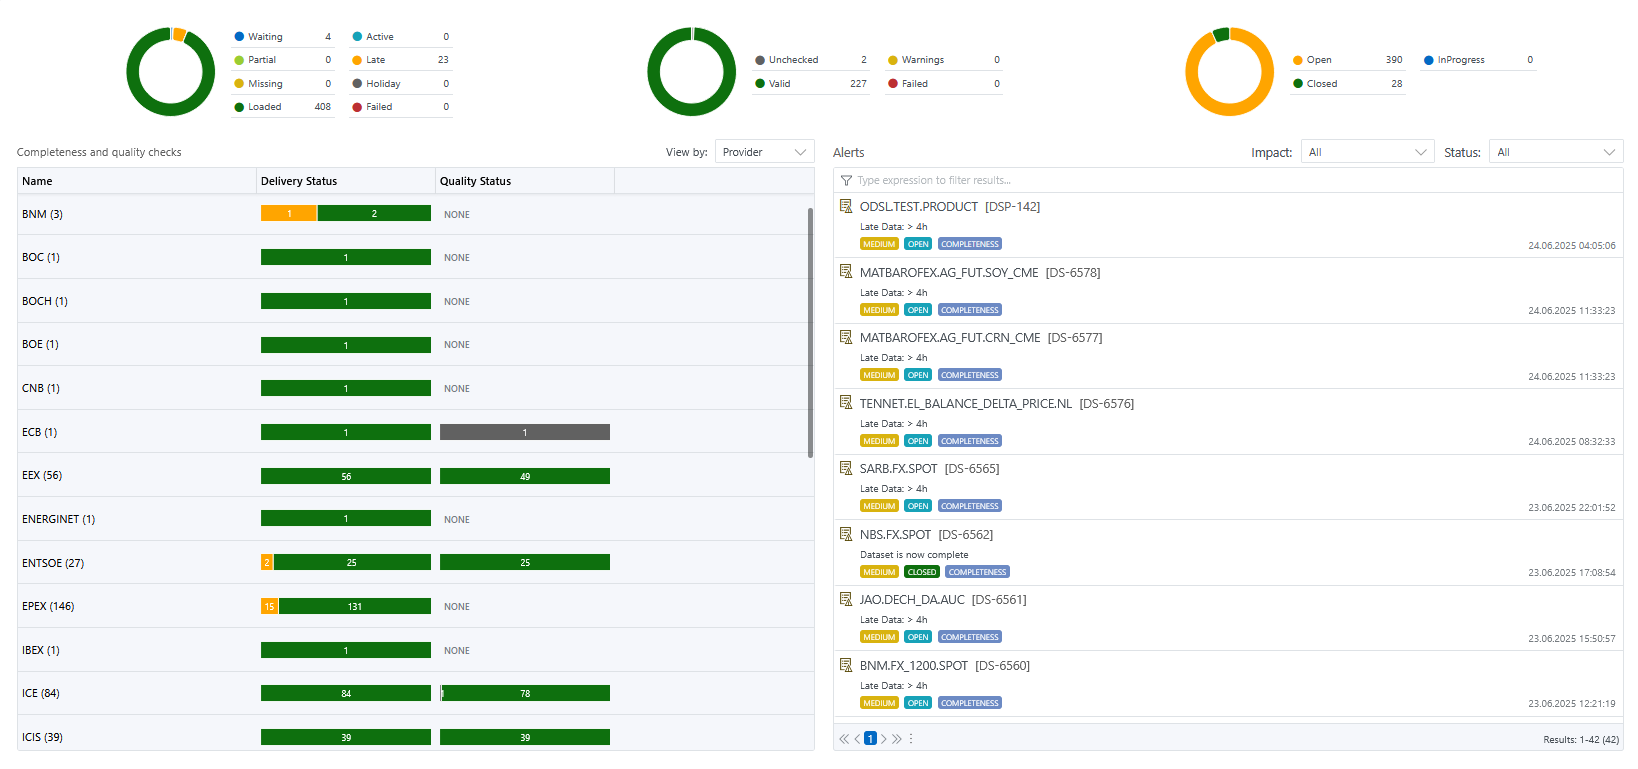 Waiting 4 Active 0
Partial 0 Late 23
Missing 0 Holiday 0
Loaded 408 Failed 0
Unchecked 2 Warnings 0
Valid 227 Failed 0
Open 390 InProgress 0
Closed 28
Completeness and quality checks View by: Provider
Name Delivery Status Quality Status
BNM (3) 1 2 NONE
BOC (1) 1 NONE
BOCH (1) 1 NONE
BOE (1) 1 NONE
CNB (1) 1 NONE
ECB (1) 1 1
EEX (56) 56 49
ENERGINET (1) 1 NONE
ENTSOE (27) 2 25 25
EPEX (146) 15 131 NONE
IBEX (1) 1 NONE
ICE (84) 84 1 78
ICIS (39) 39 39
Alerts Impact: All Status: All
Type expression to filter results...
ODSL.TEST.PRODUCT [DSP-142]
Late Data: > 4h
MEDIUM OPEN COMPLETENESS 24.06.2025 04:05:06
MATBAROFEX.AG_FUT.SOY_CME [DS-6578]
Late Data: > 4h
MEDIUM OPEN COMPLETENESS 24.06.2025 11:33:23
MATBAROFEX.AG_FUT.CRN_CME [DS-6577]
Late Data: > 4h
MEDIUM OPEN COMPLETENESS 24.06.2025 11:33:23
TENNET.EL_BALANCE_DELTA_PRICE.NL [DS-6576]
Late Data: > 4h
MEDIUM OPEN COMPLETENESS 24.06.2025 08:32:33
SARB.FX.SPOT [DS-6565]
Late Data: > 4h
MEDIUM OPEN COMPLETENESS 23.06.2025 22:01:52
NBS.FX.SPOT [DS-6562]
Dataset is now complete
MEDIUM CLOSED COMPLETENESS 23.06.2025 17:08:54
JAO.DECH_DA.AUC [DS-6561]
Late Data: > 4h
MEDIUM OPEN COMPLETENESS 23.06.2025 15:50:57
BNM.FX_1200.SPOT [DS-6560]
Late Data: > 4h
MEDIUM OPEN COMPLETENESS 23.06.2025 12:21:19
1 Results: 1-42 (42)